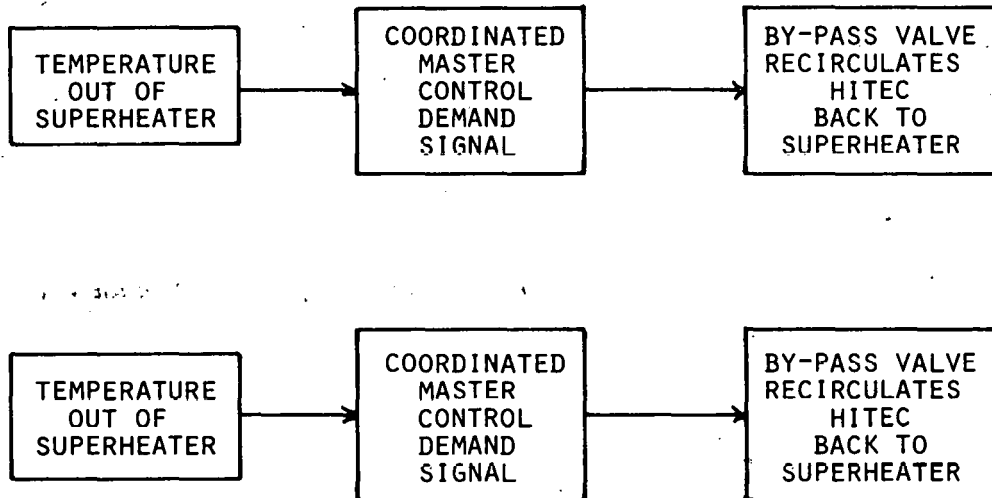 TEMPERATURE
OUT OF
SUPERHEATER
COORDINATED
MASTER
CONTROL
DEMAND
SIGNAL
BY-PASS VALVE
RECIRCULATES
HITEC
BACK TO
SUPERHEATER
TEMPERATURE
OUT OF
SUPERHEATER
COORDINATED
MASTER
CONTROL
DEMAND
SIGNAL
BY-PASS VALVE
RECIRCULATES
HITEC
BACK TO
SUPERHEATER